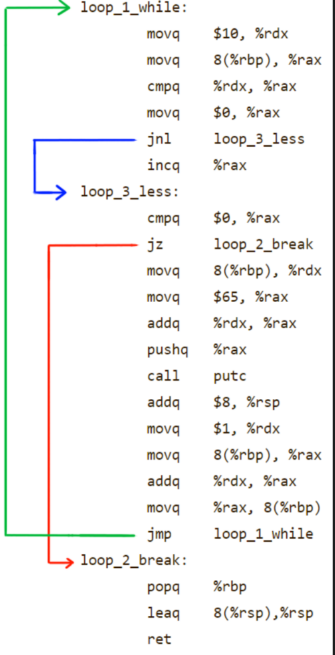 loop_1_while:
movq $10, %rdx
movq 8(%rbp), %rax
cmpq %rdx, %rax
movq $0, %rax
jnl loop_3_less
incq %rax
loop_3_less:
cmpq $0, %rax
jz loop_2_break
movq 8(%rbp), %rdx
movq $65, %rax
addq %rdx, %rax
pushq %rax
call putc
addq $8, %rsp
movq $1, %rdx
movq 8(%rbp), %rax
addq %rdx, %rax
movq %rax, 8(%rbp)
jmp loop_1_while
loop_2_break:
popq %rbp
leaq 8(%rsp),%rsp
ret